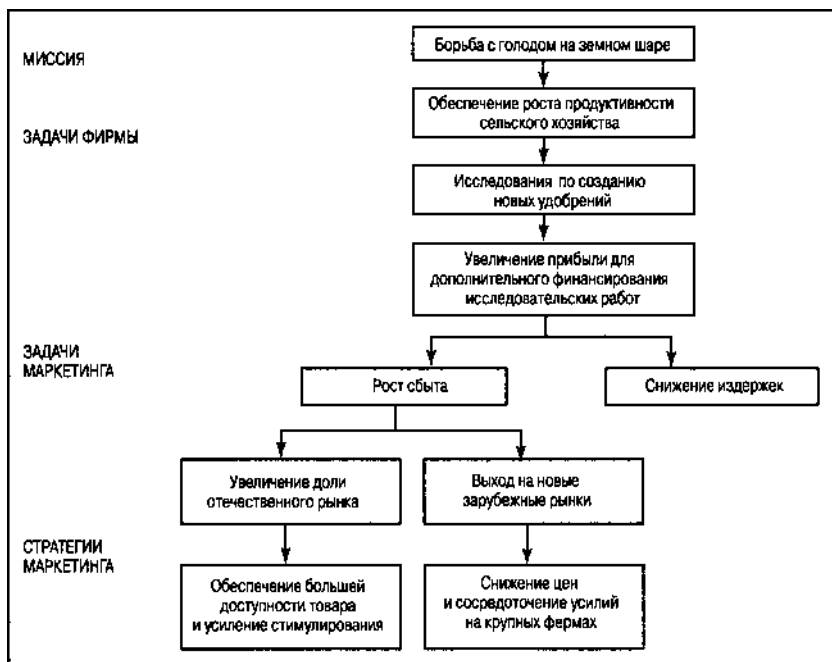 МИССИЯ
Борьба с голодом на земном шаре
Обеспечение роста продуктивности
сельского хозяйства
ЗАДАЧИ ФИРМЫ
Исследования по созданию
новых удобрений
Увеличение прибыли для
дополнительного финансирования
исследовательских работ
ЗАДАЧИ
МАРКЕТИНГА
Рост сбыта
Снижение издержек
Увеличение доли
отечественного рынка
Выход на новые
зарубежные рынки
СТРАТЕГИИ
МАРКЕТИНГА
Обеспечение большей
доступности товара
и усиление стимулирования
Снижение цен
и сосредоточение усилий
на крупных фермах